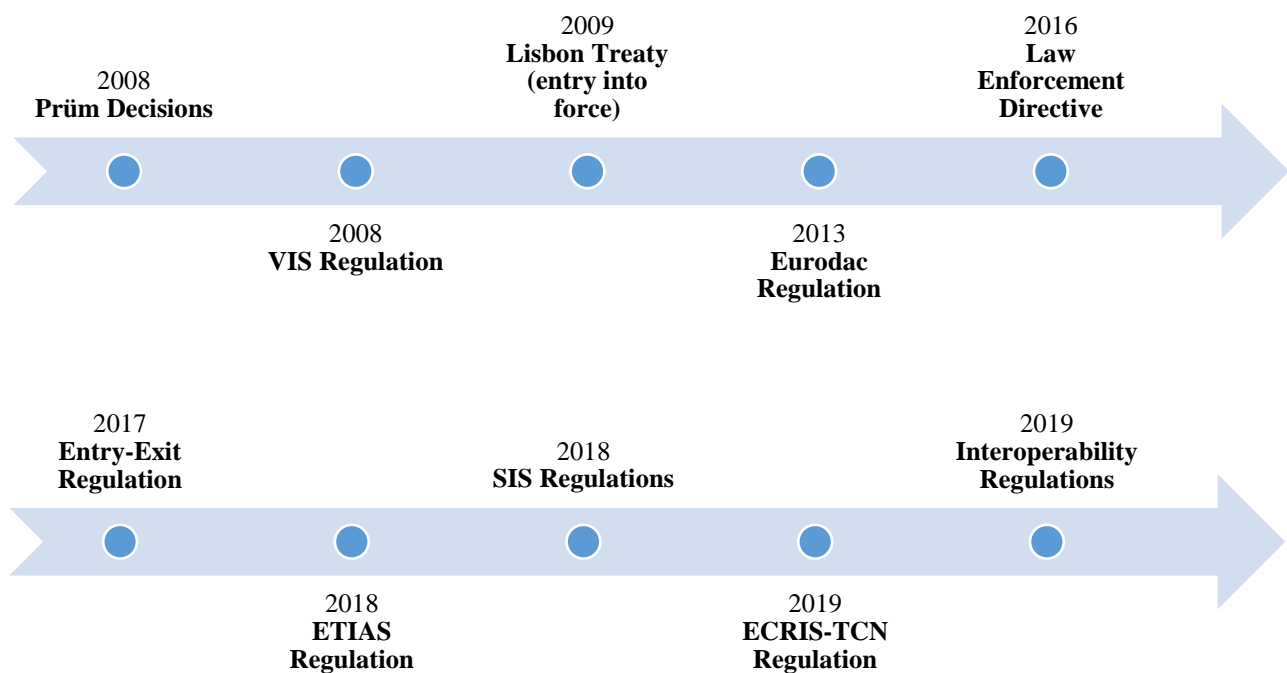 2008
Prüm Decisions
2008
VIS Regulation
2009
Lisbon Treaty
(entry into
force)
2013
Eurodac
Regulation
2016
Law
Enforcement
Directive
2017
Entry-Exit
Regulation
2018
ETIAS
Regulation
2018
SIS Regulations
2019
ECRIS-TCN
Regulation
2019
Interoperability
Regulations